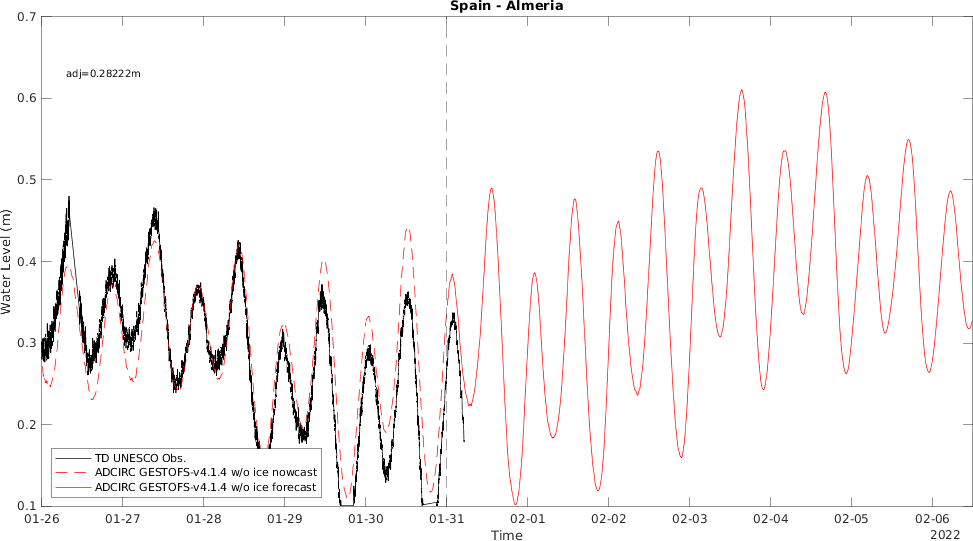 Spain - Almeria
0.7
adj=0.28222m
0.6
0.5
Water Level (m)
0.4
0.3
0.2
TD UNESCO Obs.
ADCIRC GESTOFS-v4.1.4 w/o ice nowcast
ADCIRC GESTOFS-v4.1.4 w/o ice forecast
0.1
01-26 01-27 01-28 01-29 01-30 01-31 02-01 02-02 02-03 02-04 02-05 02-06
Time 2022